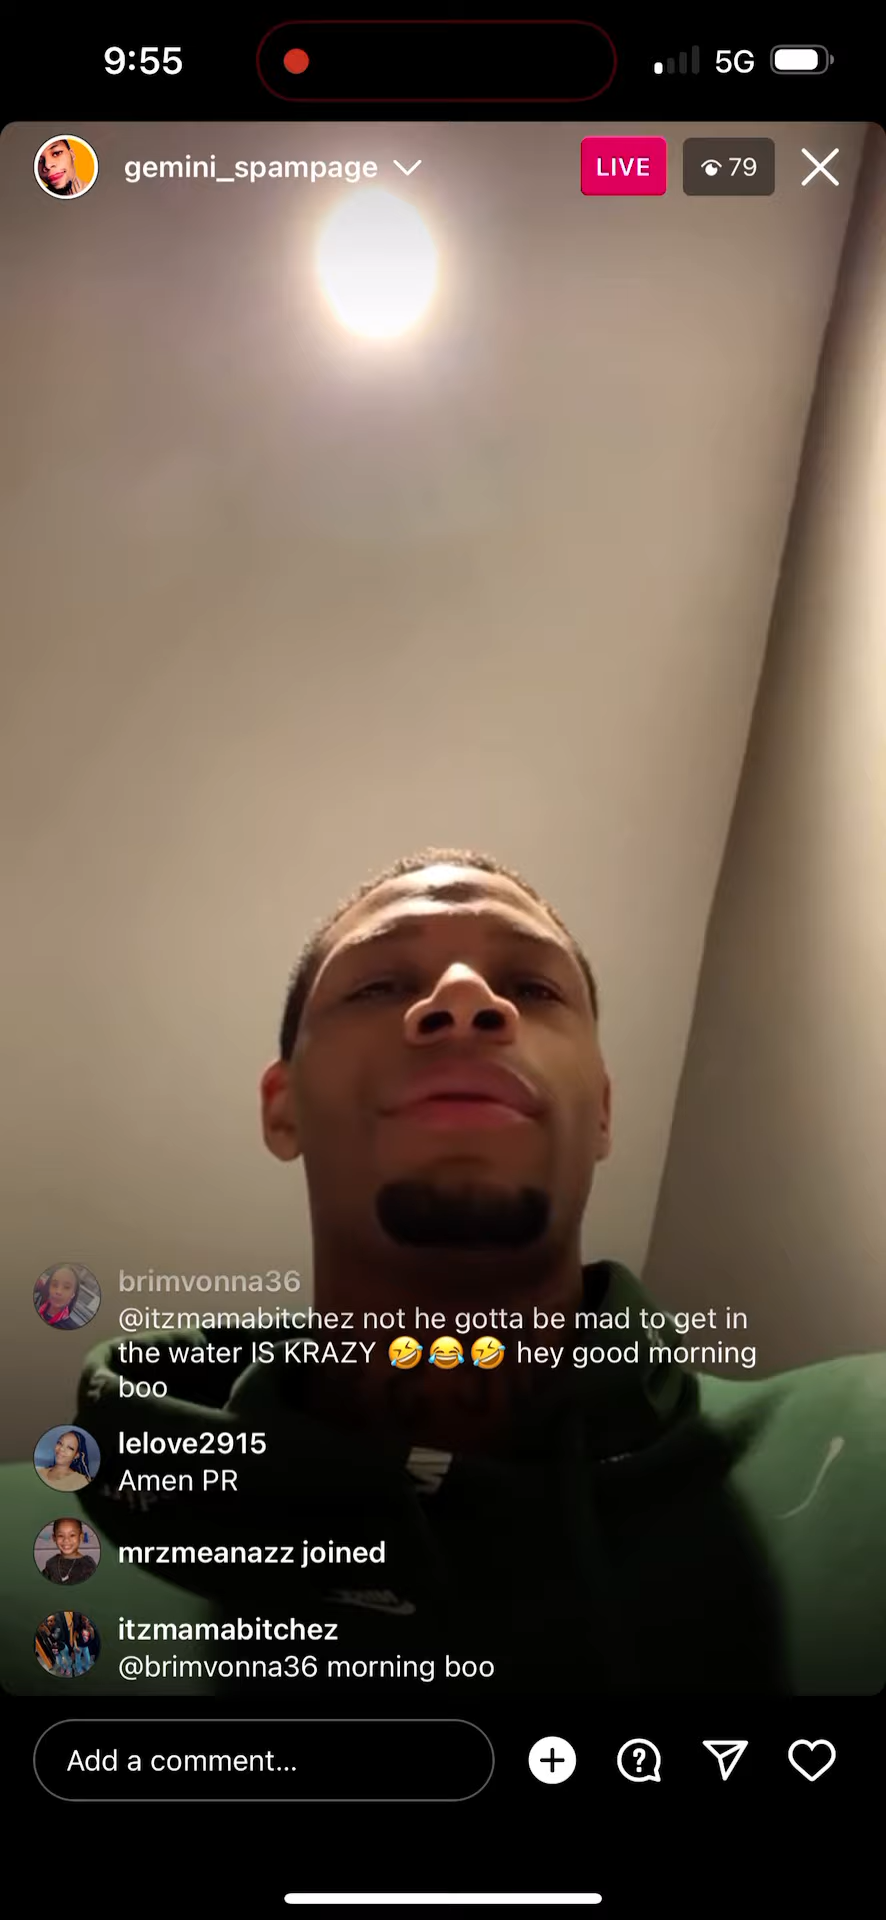 9:55
5G
gemini_spampage
LIVE
79
brimvonna36
@itzmamabitchez not he gotta be mad to get in
the water IS KRAZY 🤣😂🤣 hey good morning
boo
lelove2915
Amen PR
mrzmeanazz joined
itzmamabitchez
@brimvonna36 morning boo
Add a comment...